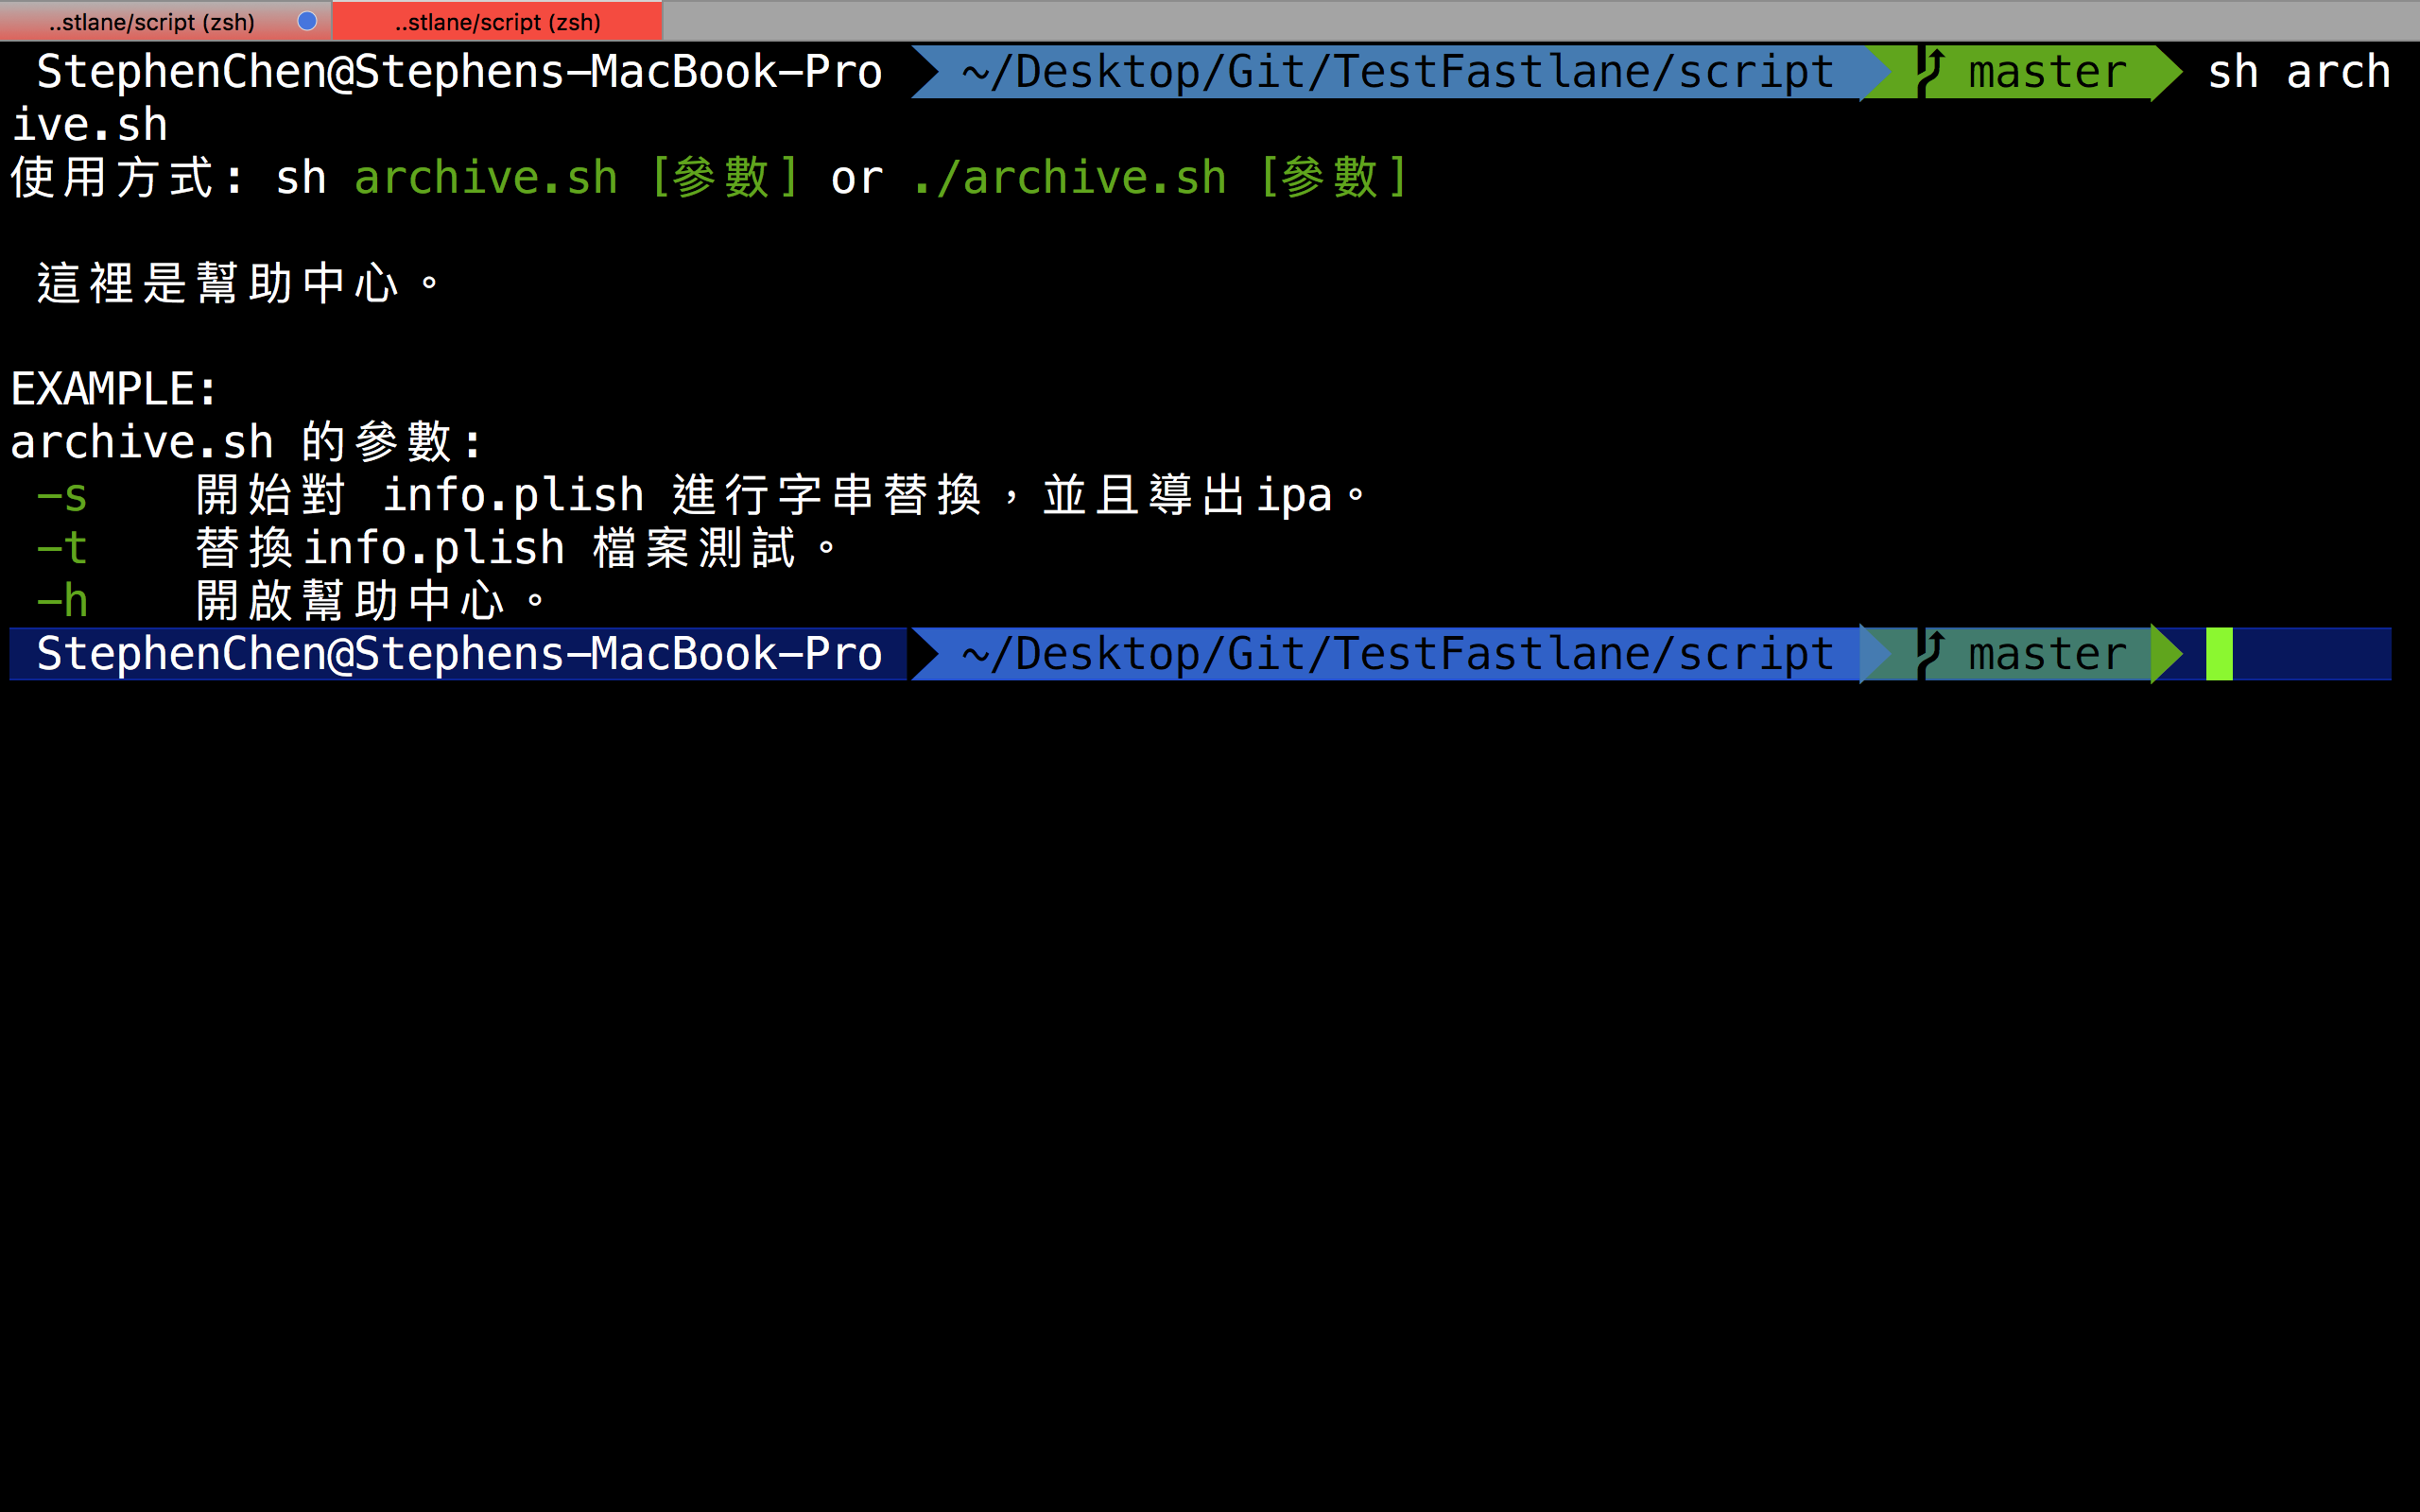 ..stlane/script (zsh) ..stlane/script (zsh)
StephenChen@Stephens-MacBook-Pro ~/Desktop/Git/TestFastlane/script master sh arch
ive.sh
使用方式: sh archive.sh [參數] or ./archive.sh [參數]
這裡是幫助中心。
EXAMPLE:
archive.sh 的參數:
-s 開始對 info.plish 進行字串替換，並且導出ipa。
-t 替換info.plish 檔案測試。
-h 開啟幫助中心。
StephenChen@Stephens-MacBook-Pro ~/Desktop/Git/TestFastlane/script master